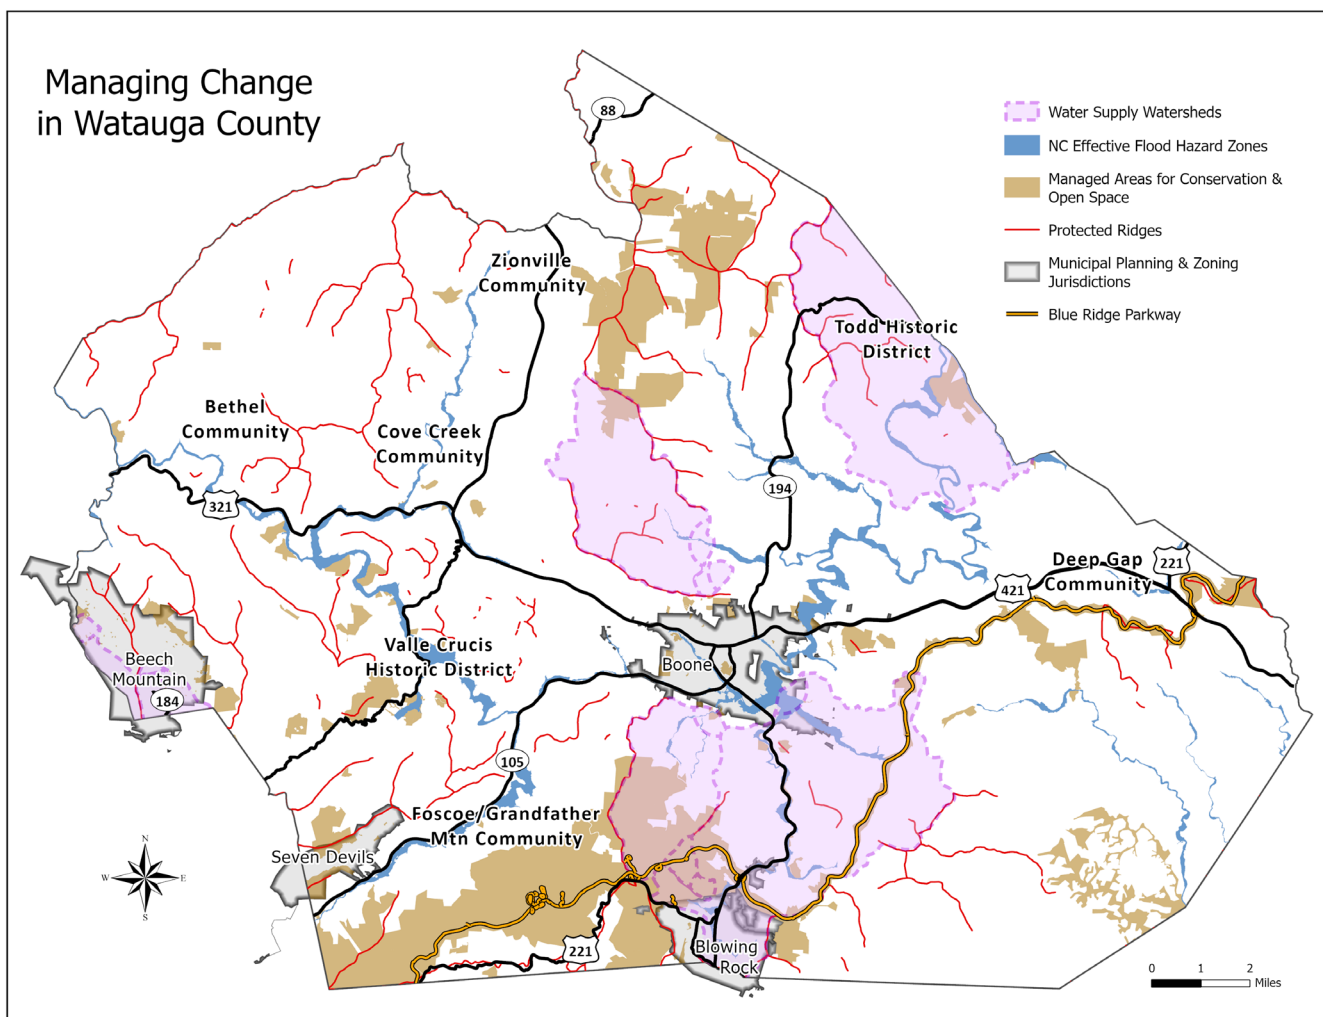 Managing Change
in Watauga County
88
Water Supply Watersheds
NC Effective Flood Hazard Zones
Managed Areas for Conservation &
Open Space
Protected Ridges
Municipal Planning & Zoning
Jurisdictions
Blue Ridge Parkway
Zionville
Community
Todd Historic
District
Bethel
Community
Cove Creek
Community
321
194
Deep Gap
Community
221
421
Valle Crucis
Historic District
Boone
Beech
Mountain
184
105
Foscoe/Grandfather
Mtn Community
Seven Devils
221
Blowing
Rock
N
W
E
S
0
1
2
Miles